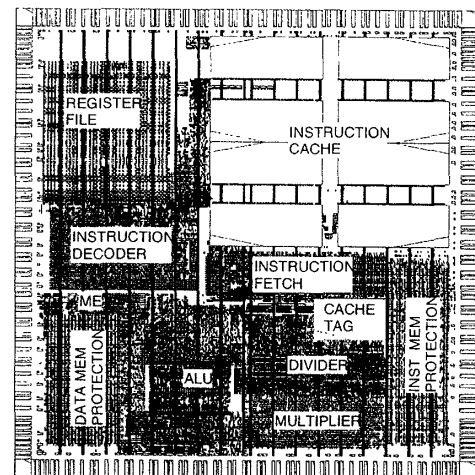 REGISTER
FILE
INSTRUCTION
CACHE
INSTRUCTION
DECODER
INSTRUCTION
FETCH
ME
CACHE
TAG
DATA MEM
PROTECTION
ALU
DIVIDER
MULTIPLIER
INST MEM
PROTECTION